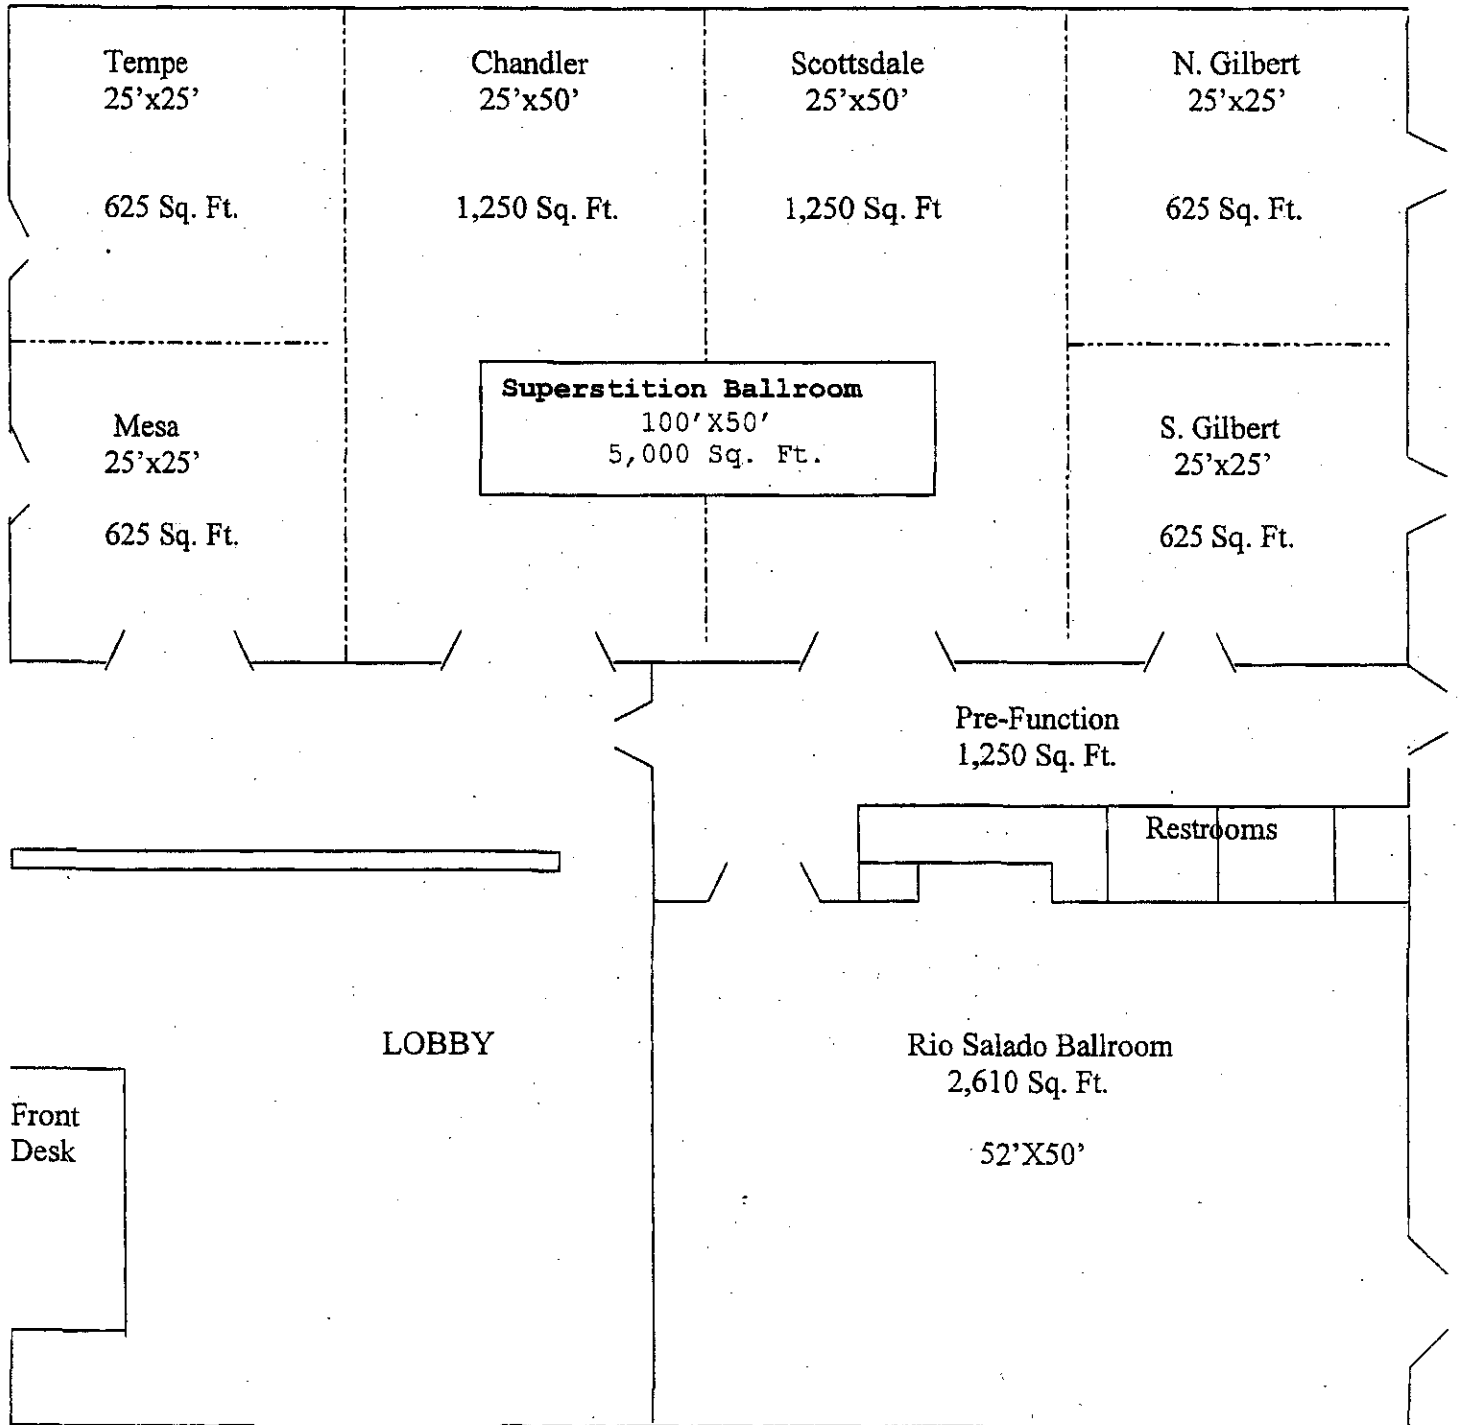 Tempe
25'x25'
625 Sq. Ft.
Chandler
25'x50'
1,250 Sq. Ft.
Scottsdale
25'x50'
1,250 Sq. Ft
N. Gilbert
25'x25'
625 Sq. Ft.
Superstition Ballroom
100'X50'
5,000 Sq. Ft.
Mesa
25'x25'
625 Sq. Ft.
S. Gilbert
25'x25'
625 Sq. Ft.
Pre-Function
1,250 Sq. Ft.
Restrooms
LOBBY
Front
Desk
Rio Salado Ballroom
2,610 Sq. Ft.
52'X50'